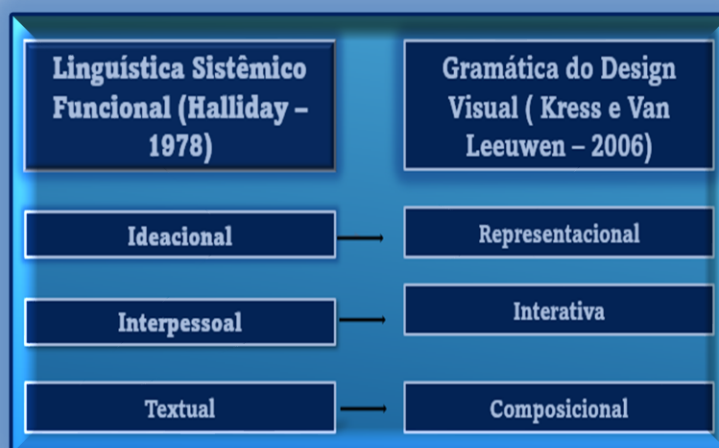 Linguística Sistêmico
Funcional (Halliday –
1978)
Gramática do Design
Visual ( Kress e Van
Leeuwen – 2006)
Ideacional
Representacional
Interpessoal
Interativa
Textual
Composicional